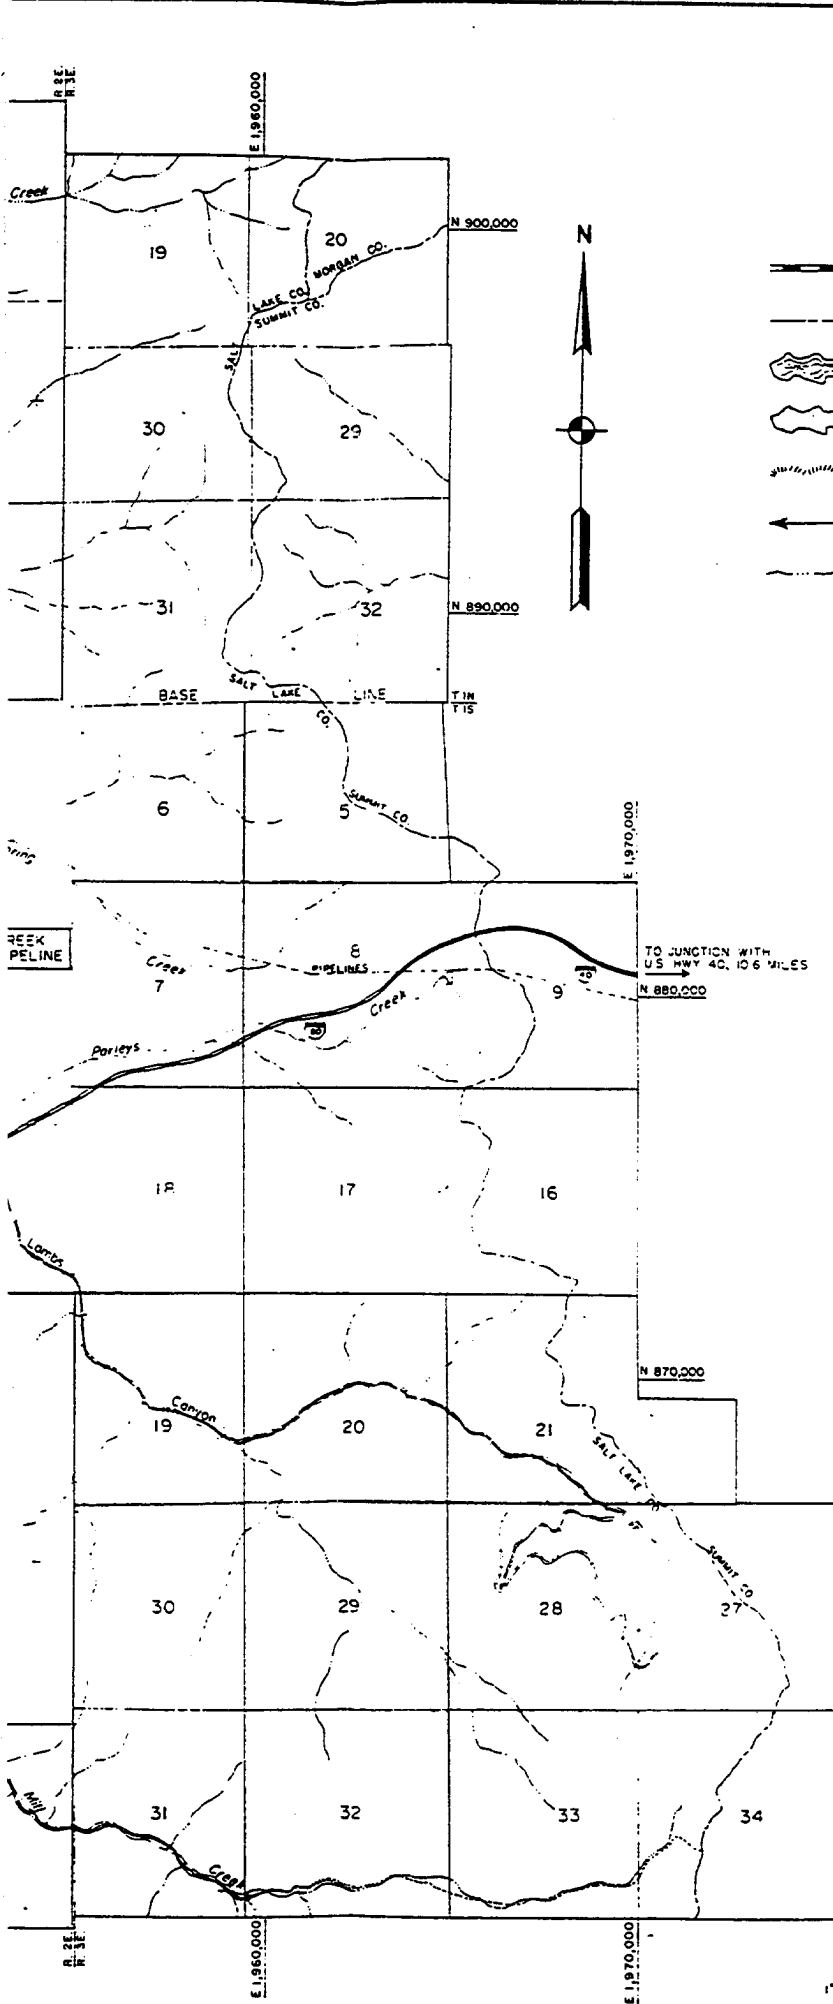 R. 2E.
R. 3E.
E 1,960,000
Creek
N 900,000
19
20
MORGAN CO.
LAKE CO.
SUMMIT CO.
SALT
N
30
29
31
32
N 890,000
SALT LAKE CO.
BASE LINE
T IN
T IS
6
5
SUMMIT CO.
E 1,970,000
REEK
PELINE
8
PIPELINES
Creek
7
9
40
TO JUNCTION WITH
US HWY 40, 10.6 MILES
N 880,000
Creek
80
Parleys
18
17
16
Lambs
N 870,000
Canyon
19
20
21
SALT LAKE CO.
SUMMIT CO.
30
29
28
27
Mill
31
32
33
34
Creek
R. 2E.
R. 3E.
E 1,960,000
E 1,970,000